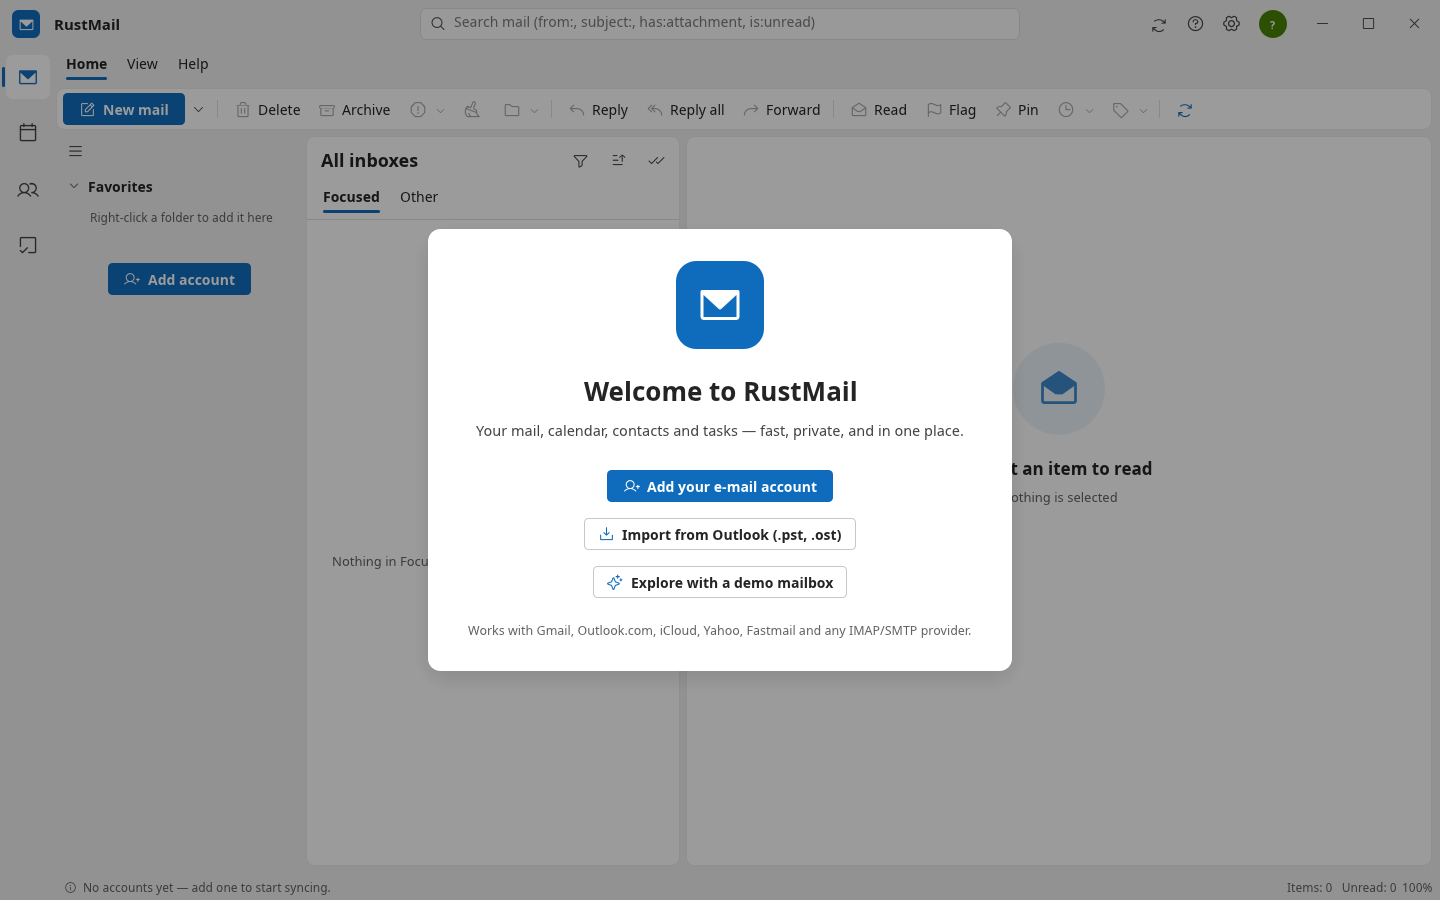 RustMail
Search mail (from:, subject:, has:attachment, is:unread)
?
Home View Help
New mail Delete Archive Reply Reply all Forward Read Flag Pin
Favorites
Right-click a folder to add it here
Add account
All inboxes
Focused Other
Nothing in Focu
Welcome to RustMail
Your mail, calendar, contacts and tasks — fast, private, and in one place.
Add your e-mail account
Import from Outlook (.pst, .ost)
Explore with a demo mailbox
Works with Gmail, Outlook.com, iCloud, Yahoo, Fastmail and any IMAP/SMTP provider.
t an item to read
othing is selected
No accounts yet — add one to start syncing.
Items: 0 Unread: 0 100%